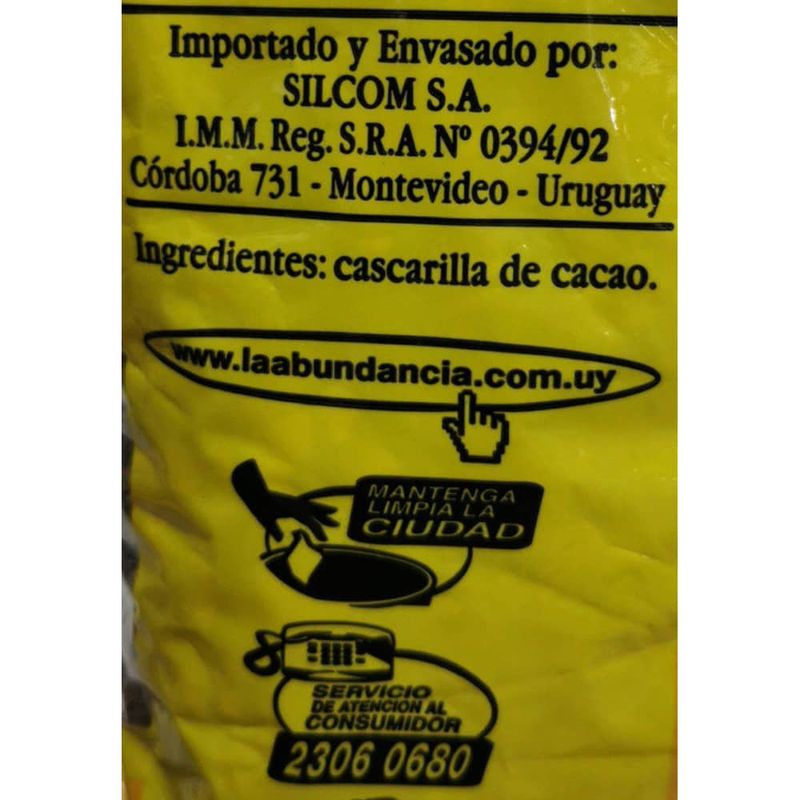 Importado y Envasado por:
SILCOM S.A.
I.M.M. Reg. S.R.A. Nº 0394/92
Córdoba 731 - Montevideo - Uruguay
Ingredientes: cascarilla de cacao.
www.laabundancia.com.uy
MANTENGA
LIMPIA LA
CIUDAD
SERVICIO
DE ATENCIÓN AL
CONSUMIDOR
2306 0680